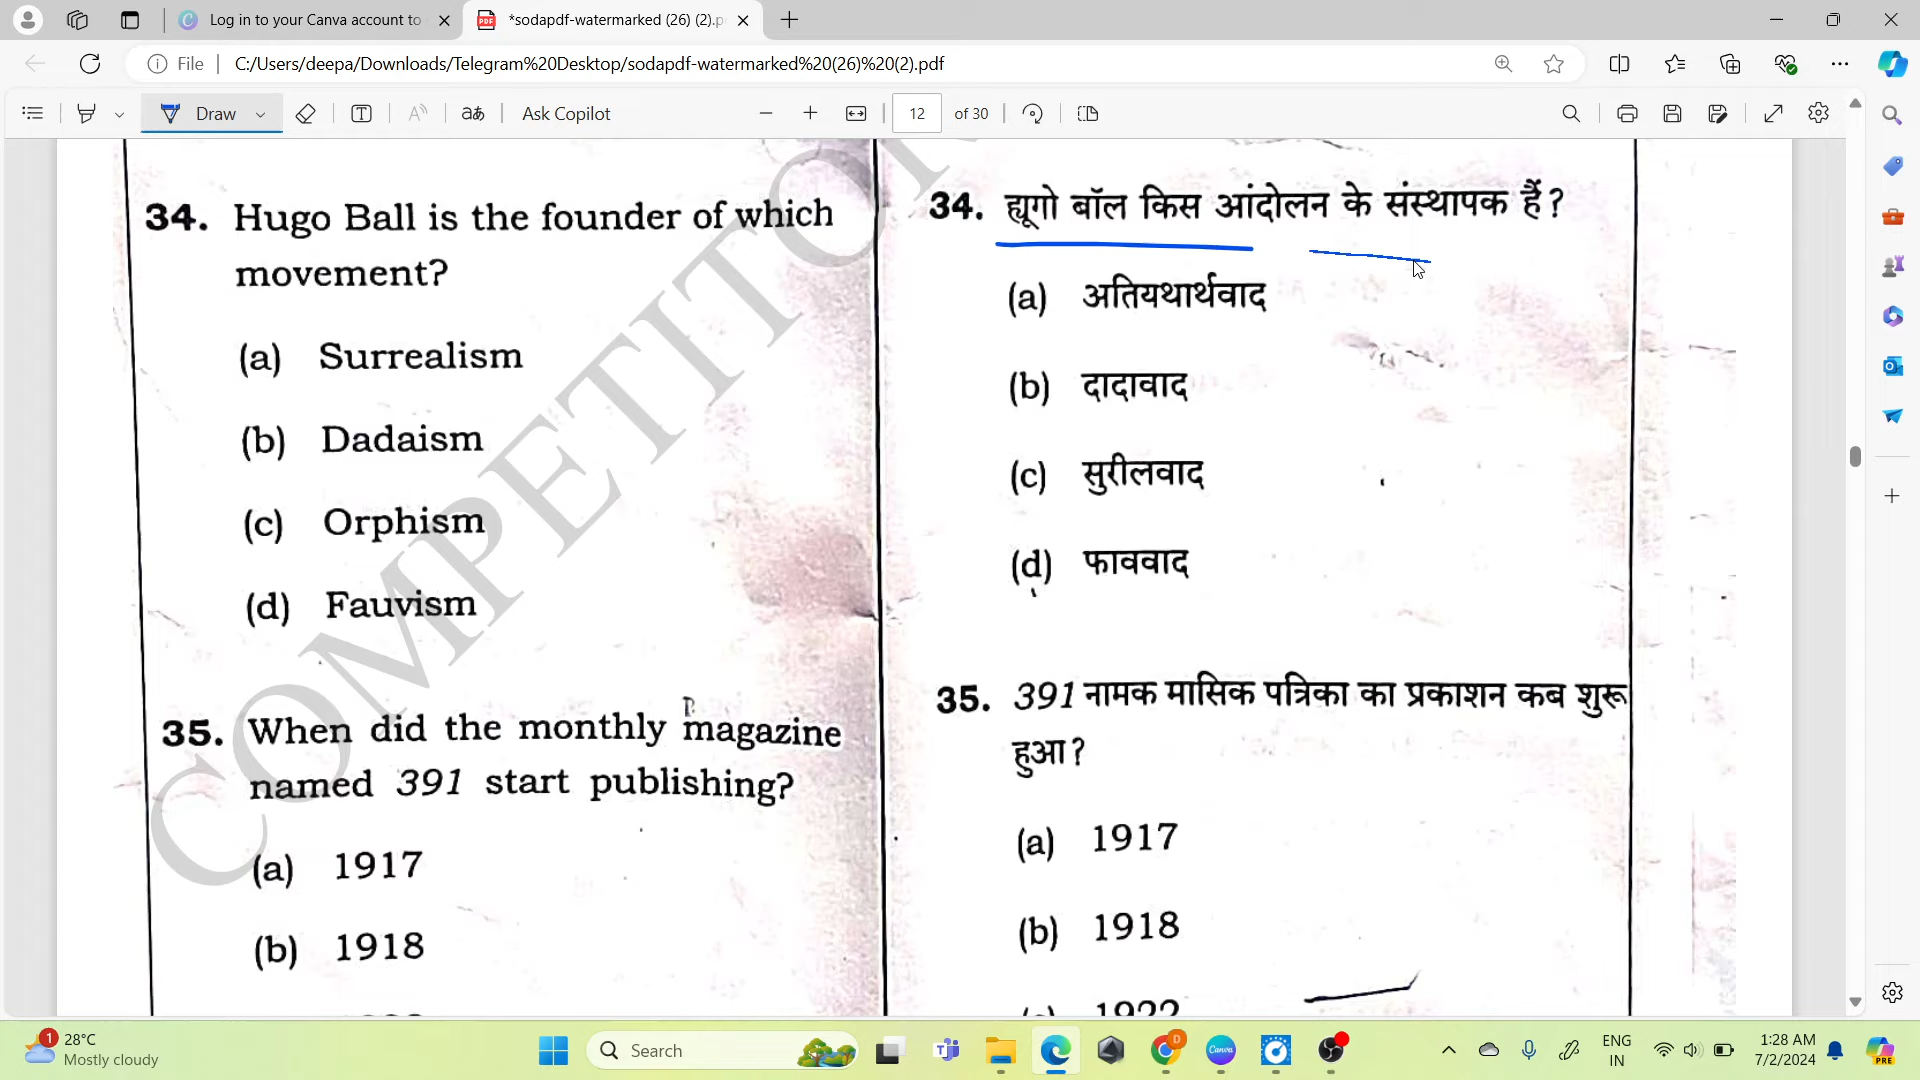 Log in to your Canva account to
*sodapdf-watermarked (26) (2).p
File
C:/Users/deepa/Downloads/Telegram%20Desktop/sodapdf-watermarked%20(26)%20(2).pdf
Draw
Ask Copilot
12
of 30
34. Hugo Ball is the founder of which
movement?
(a) Surrealism
(b) Dadaism
(c) Orphism
(d) Fauvism
35. When did the monthly magazine
named 391 start publishing?
(a) 1917
(b) 1918
34. ह्यूगो बॉल किस आंदोलन के संस्थापक हैं?
(a) अतियथार्थवाद
(b) दादावाद
(c) सुरीलवाद
(d) फाववाद
35. 391 नामक मासिक पत्रिका का प्रकाशन कब शुरू
हुआ?
(a) 1917
(b) 1918
(c) 1922
COMPETITOR
1
28°C
Mostly cloudy
Search
ENG
IN
1:28 AM
7/2/2024